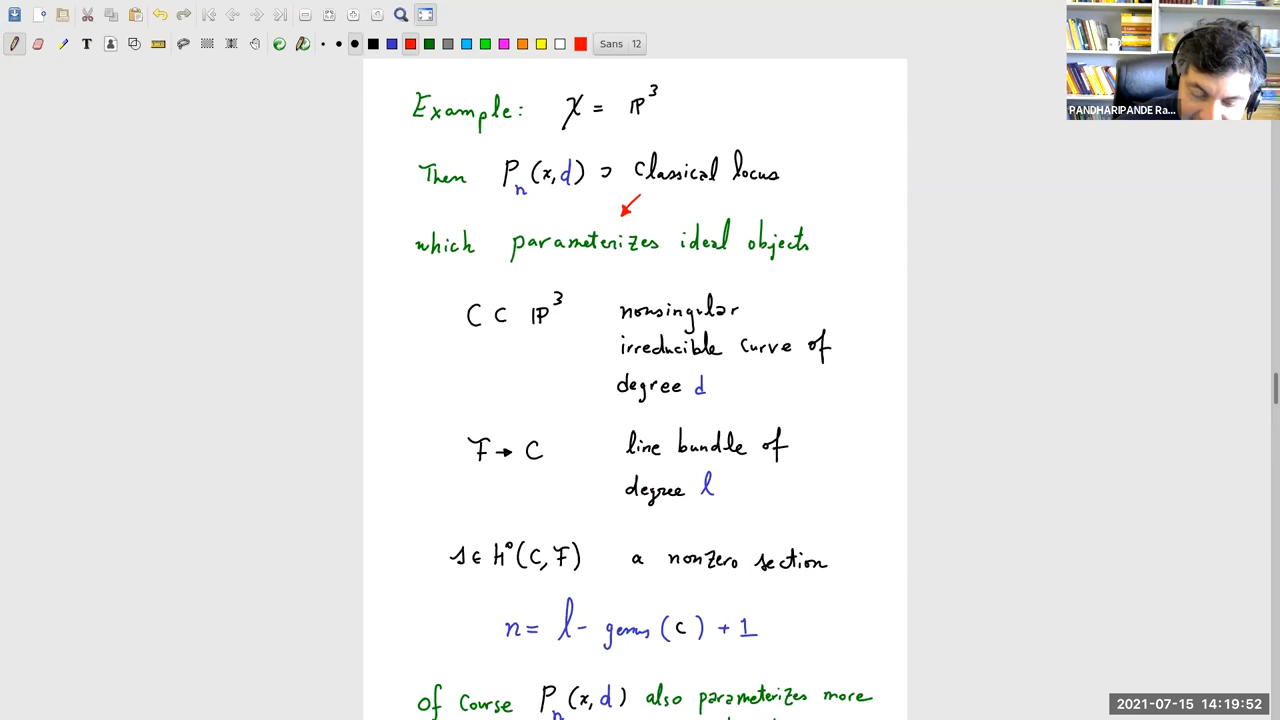 Sans 12
PANDHARIPANDE Ra...
Example: X = ℙ³
Then Pₙ(X,d) ⊃ Classical locus
which parameterizes ideal objects
C ⊂ ℙ³ nonsingular
irreducible curve of
degree d
F → C line bundle of
degree l
s ∈ H⁰(C, F) a nonzero section
n = l - genus (C) + 1
Of course Pₙ(X,d) also parameterizes more
2021-07-15 14:19:52